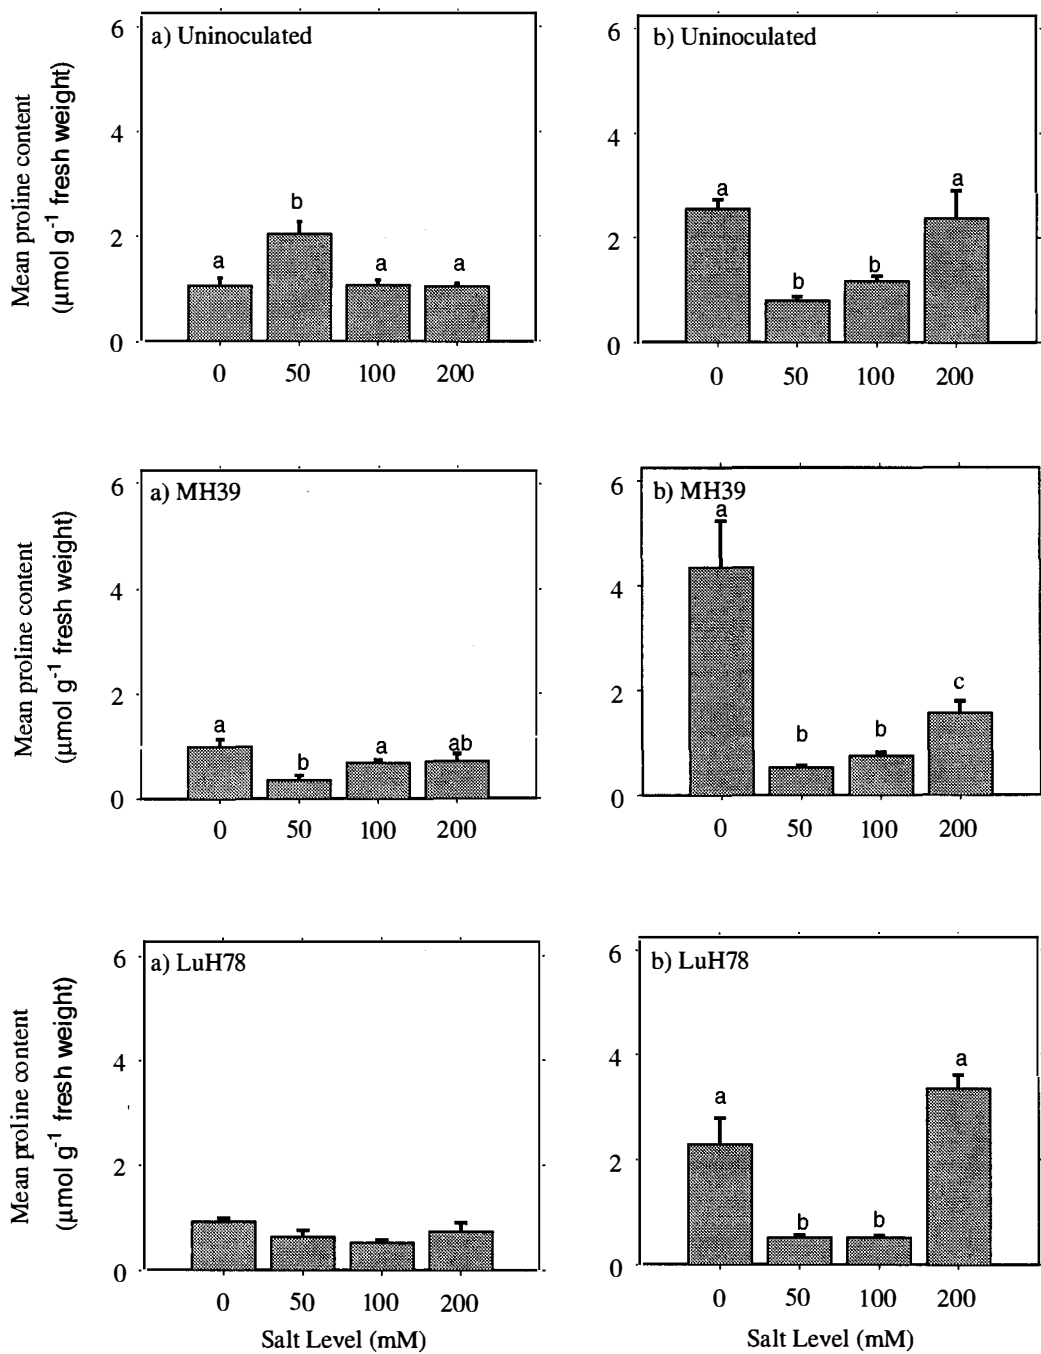 a) Uninoculated
b) Uninoculated
Mean proline content
(µmol g-1 fresh weight)
6
4
2
0
6
4
2
0
a
b
a
a
a
b
b
a
0 50 100 200
0 50 100 200
a) MH39
b) MH39
Mean proline content
(µmol g-1 fresh weight)
6
4
2
0
6
4
2
0
a
b
a
ab
a
b
b
c
0 50 100 200
0 50 100 200
a) LuH78
b) LuH78
Mean proline content
(µmol g-1 fresh weight)
6
4
2
0
6
4
2
0
a
b
b
a
0 50 100 200
0 50 100 200
Salt Level (mM)
Salt Level (mM)